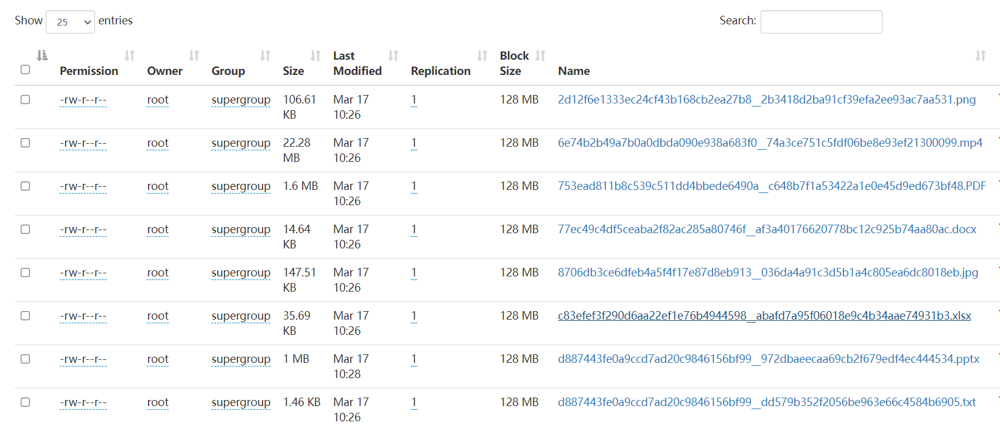 Show 25 entries Search:
Permission Owner Group Size Last Modified Replication Block Size Name
-rw-r--r-- root supergroup 106.61 KB Mar 17 10:26 1 128 MB 2d12f6e1333ec24cf43b168cb2ea27b8__2b3418d2ba91cf39efa2ee93ac7aa531.png
-rw-r--r-- root supergroup 22.28 MB Mar 17 10:26 1 128 MB 6e74b2b49a7b0a0dbda090e938a683f0__74a3ce751c5fdf06be8e93ef21300099.mp4
-rw-r--r-- root supergroup 1.6 MB Mar 17 10:26 1 128 MB 753ead811b8c539c511dd4bbede6490a__c648b7f1a53422a1e0e45d9ed673bf48.PDF
-rw-r--r-- root supergroup 14.64 KB Mar 17 10:26 1 128 MB 77ec49c4df5ceaba2f82ac285a80746f__af3a40176620778bc12c925b74aa80ac.docx
-rw-r--r-- root supergroup 147.51 KB Mar 17 10:26 1 128 MB 8706db3ce6dfeb4a5f4f17e87d8eb913__036da4a91c3d5b1a4c805ea6dc8018eb.jpg
-rw-r--r-- root supergroup 35.69 KB Mar 17 10:26 1 128 MB c83efef3f290d6aa22ef1e76b4944598__abafd7a95f06018e9c4b34aae74931b3.xlsx
-rw-r--r-- root supergroup 1 MB Mar 17 10:28 1 128 MB d887443fe0a9ccd7ad20c9846156bf99__972dbaeecaa69cb2f679edf4ec444534.pptx
-rw-r--r-- root supergroup 1.46 KB Mar 17 10:26 1 128 MB d887443fe0a9ccd7ad20c9846156bf99__dd579b352f2056be963e66c4584b6905.txt